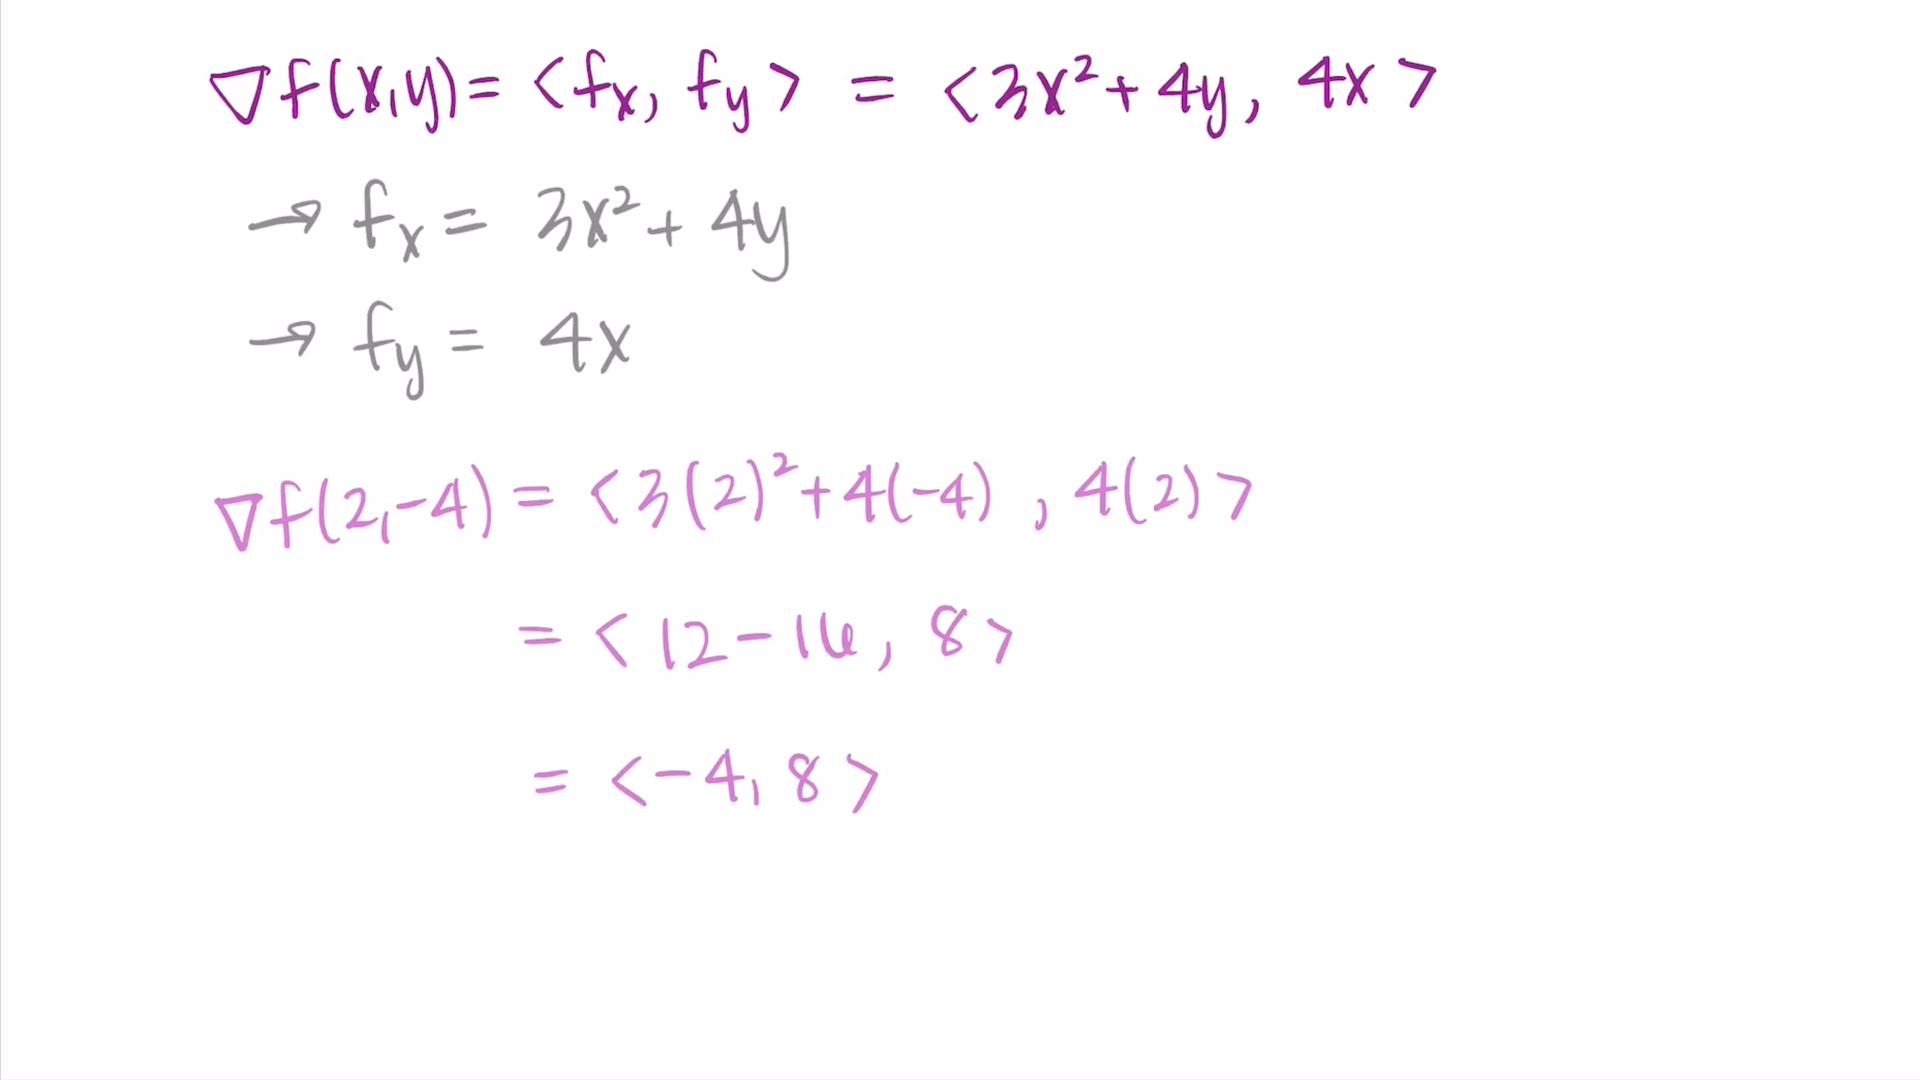 ∇f(x,y) = <fx, fy> = <3x²+4y, 4x>
→ fx = 3x²+4y
→ fy = 4x
∇f(2,-4) = <3(2)²+4(-4), 4(2)>
= <12-16, 8>
= <-4, 8>